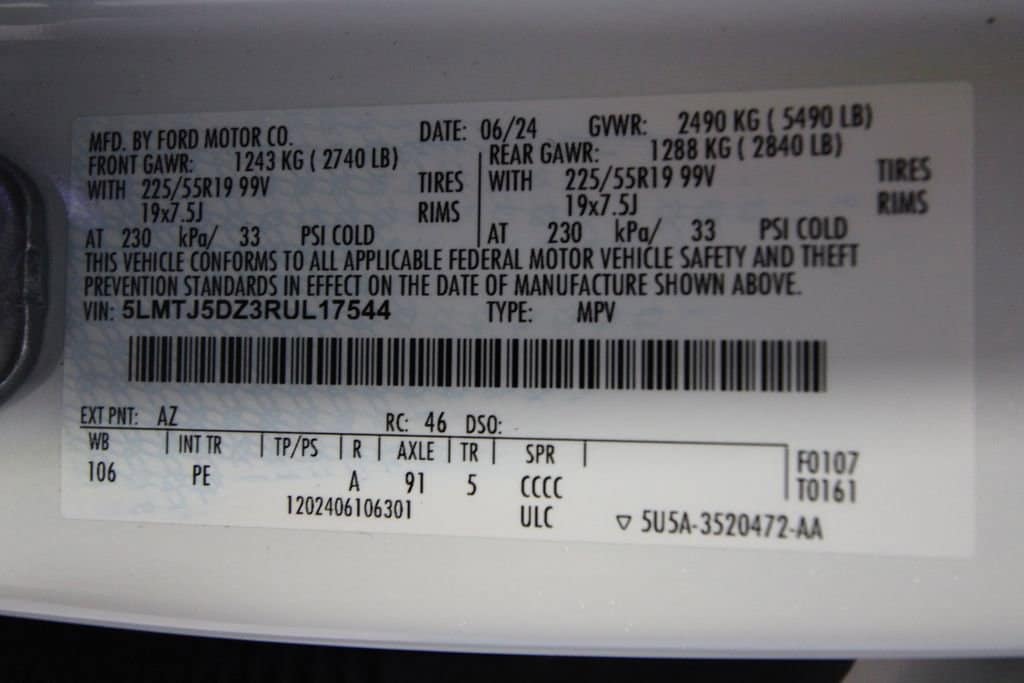 MFD. BY FORD MOTOR CO. DATE: 06/24 GVWR: 2490 KG ( 5490 LB)
FRONT GAWR: 1243 KG ( 2740 LB) REAR GAWR: 1288 KG ( 2840 LB)
WITH 225/55R19 99V TIRES WITH 225/55R19 99V TIRES
19x7.5J RIMS 19x7.5J RIMS
AT 230 kPa/ 33 PSI COLD AT 230 kPa/ 33 PSI COLD
THIS VEHICLE CONFORMS TO ALL APPLICABLE FEDERAL MOTOR VEHICLE SAFETY AND THEFT
PREVENTION STANDARDS IN EFFECT ON THE DATE OF MANUFACTURE SHOWN ABOVE.
VIN: 5LMTJ5DZ3RUL17544 TYPE: MPV
EXT PNT: AZ RC: 46 DSO:
WB INT TR TP/PS R AXLE TR SPR F0107
106 PE A 91 5 CCCC T0161
1202406106301 ULC ▽ 5U5A-3520472-AA